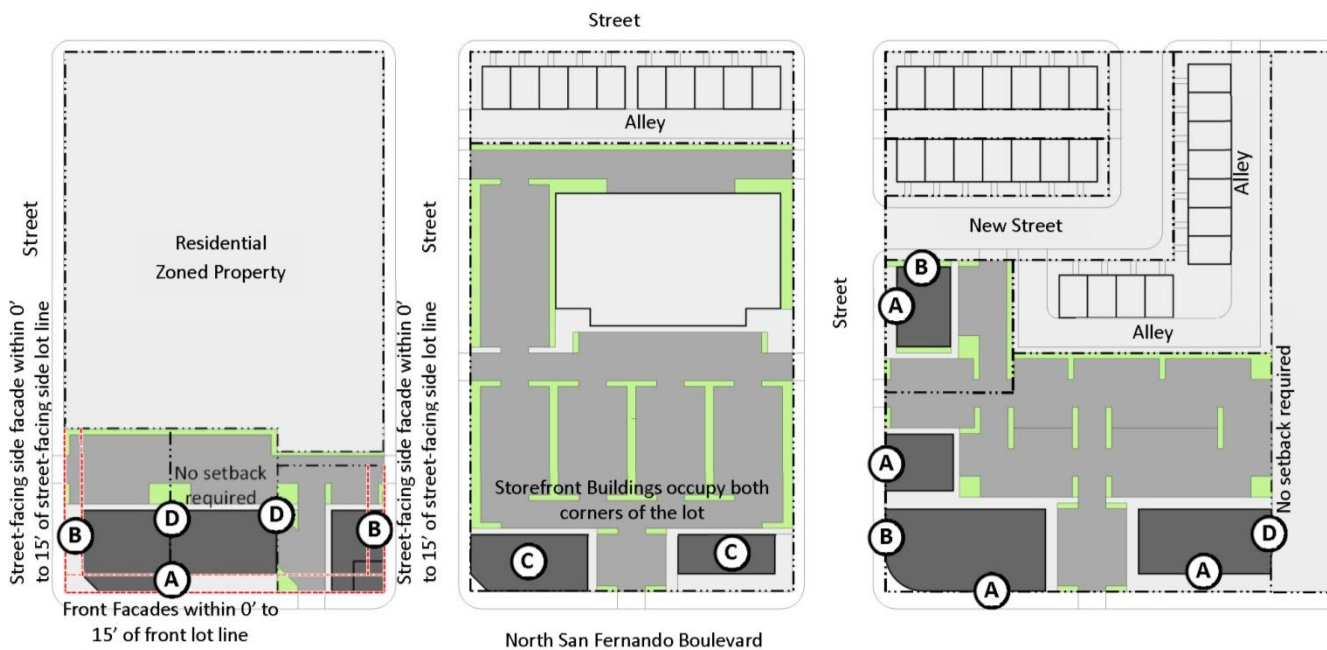 Street
Alley
Street
Residential
Zoned Property
Street
Alley
New Street
B
A
Street
Alley
Street-facing side facade within 0'
to 15' of street-facing side lot line
No setback
required
Street-facing side facade within 0'
to 15' of street-facing side lot line
Storefront Buildings occupy both
corners of the lot
No setback required
A
D
D
B
B
A
C
C
B
D
A
A
Front Facades within 0' to
15' of front lot line
North San Fernando Boulevard